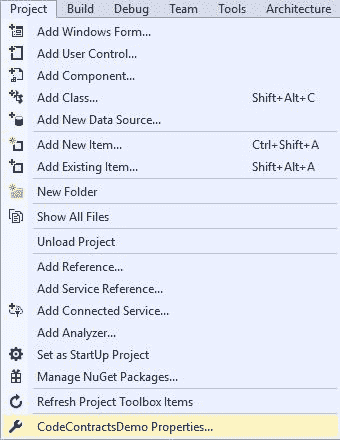 Project Build Debug Team Tools Architecture
Add Windows Form...
Add User Control...
Add Component...
Add Class... Shift+Alt+C
Add New Data Source...
Add New Item... Ctrl+Shift+A
Add Existing Item... Shift+Alt+A
New Folder
Show All Files
Unload Project
Add Reference...
Add Service Reference...
Add Connected Service...
Add Analyzer...
Set as StartUp Project
Manage NuGet Packages...
Refresh Project Toolbox Items
CodeContractsDemo Properties...